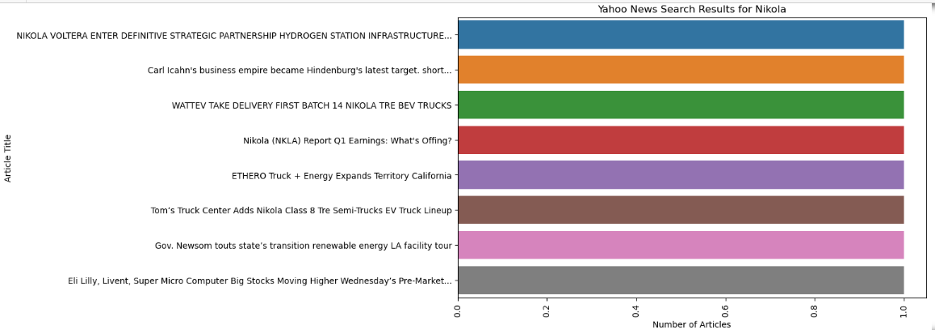 Yahoo News Search Results for Nikola
Article Title
NIKOLA VOLTERA ENTER DEFINITIVE STRATEGIC PARTNERSHIP HYDROGEN STATION INFRASTRUCTURE...
Carl Icahn's business empire became Hindenburg's latest target. short...
WATTEV TAKE DELIVERY FIRST BATCH 14 NIKOLA TRE BEV TRUCKS
Nikola (NKLA) Report Q1 Earnings: What's Offing?
ETHERO Truck + Energy Expands Territory California
Tom’s Truck Center Adds Nikola Class 8 Tre Semi-Trucks EV Truck Lineup
Gov. Newsom touts state’s transition renewable energy LA facility tour
Eli Lilly, Livent, Super Micro Computer Big Stocks Moving Higher Wednesday’s Pre-Market...
0.0 0.2 0.4 0.6 0.8 1.0
Number of Articles